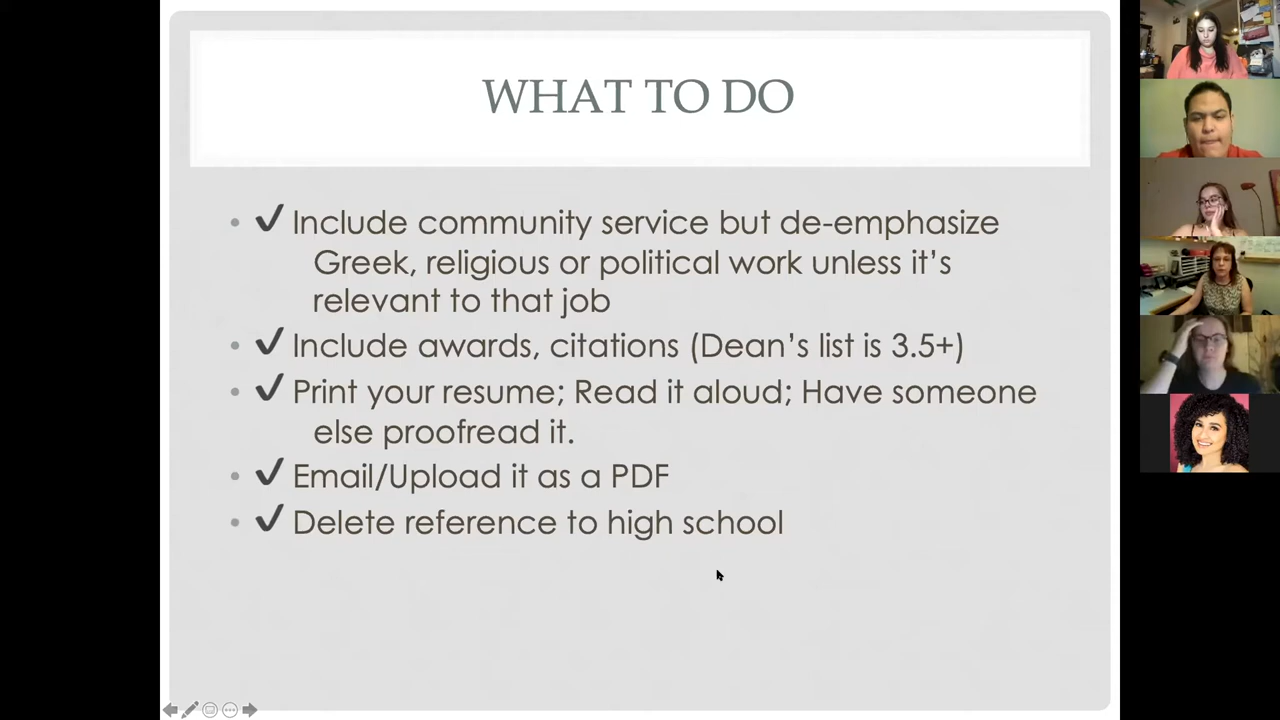 WHAT TO DO
• ✔ Include community service but de-emphasize
Greek, religious or political work unless it’s
relevant to that job
• ✔ Include awards, citations (Dean’s list is 3.5+)
• ✔ Print your resume; Read it aloud; Have someone
else proofread it.
• ✔ Email/Upload it as a PDF
• ✔ Delete reference to high school